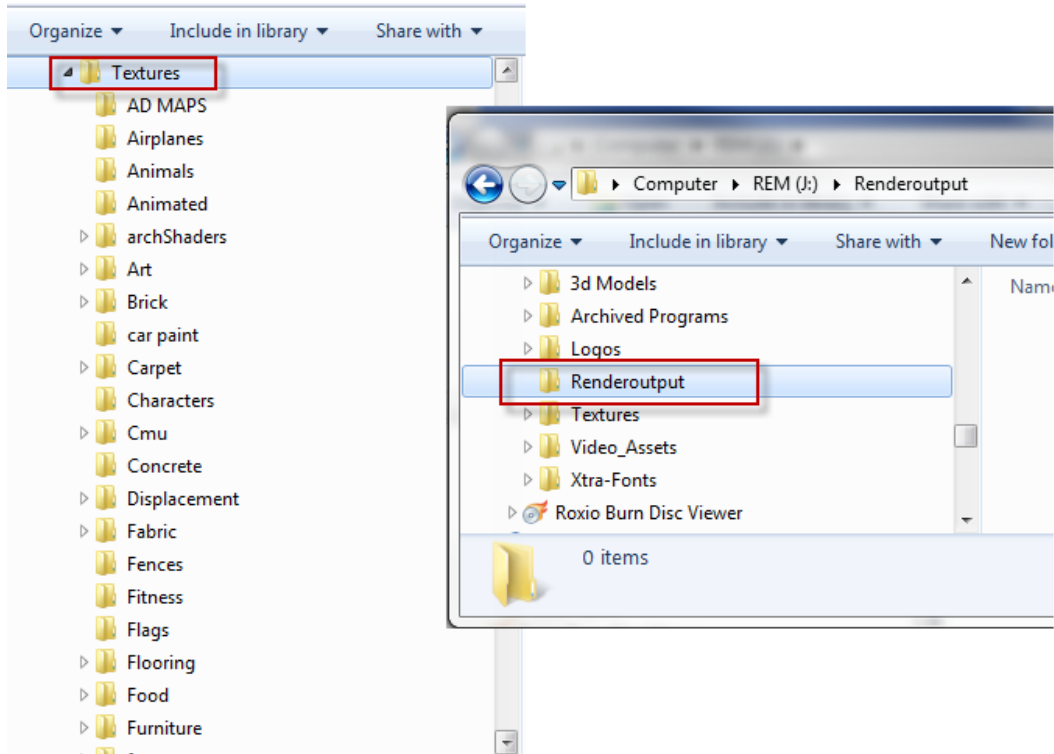 Organize Include in library Share with
Textures
AD MAPS
Airplanes
Animals
Animated
archShaders
Art
Brick
car paint
Carpet
Characters
Cmu
Concrete
Displacement
Fabric
Fences
Fitness
Flags
Flooring
Food
Furniture
Computer REM (J:) Renderoutput
Organize Include in library Share with New fol
3d Models
Name
Archived Programs
Logos
Renderoutput
Textures
Video_Assets
Xtra-Fonts
Roxio Burn Disc Viewer
0 items